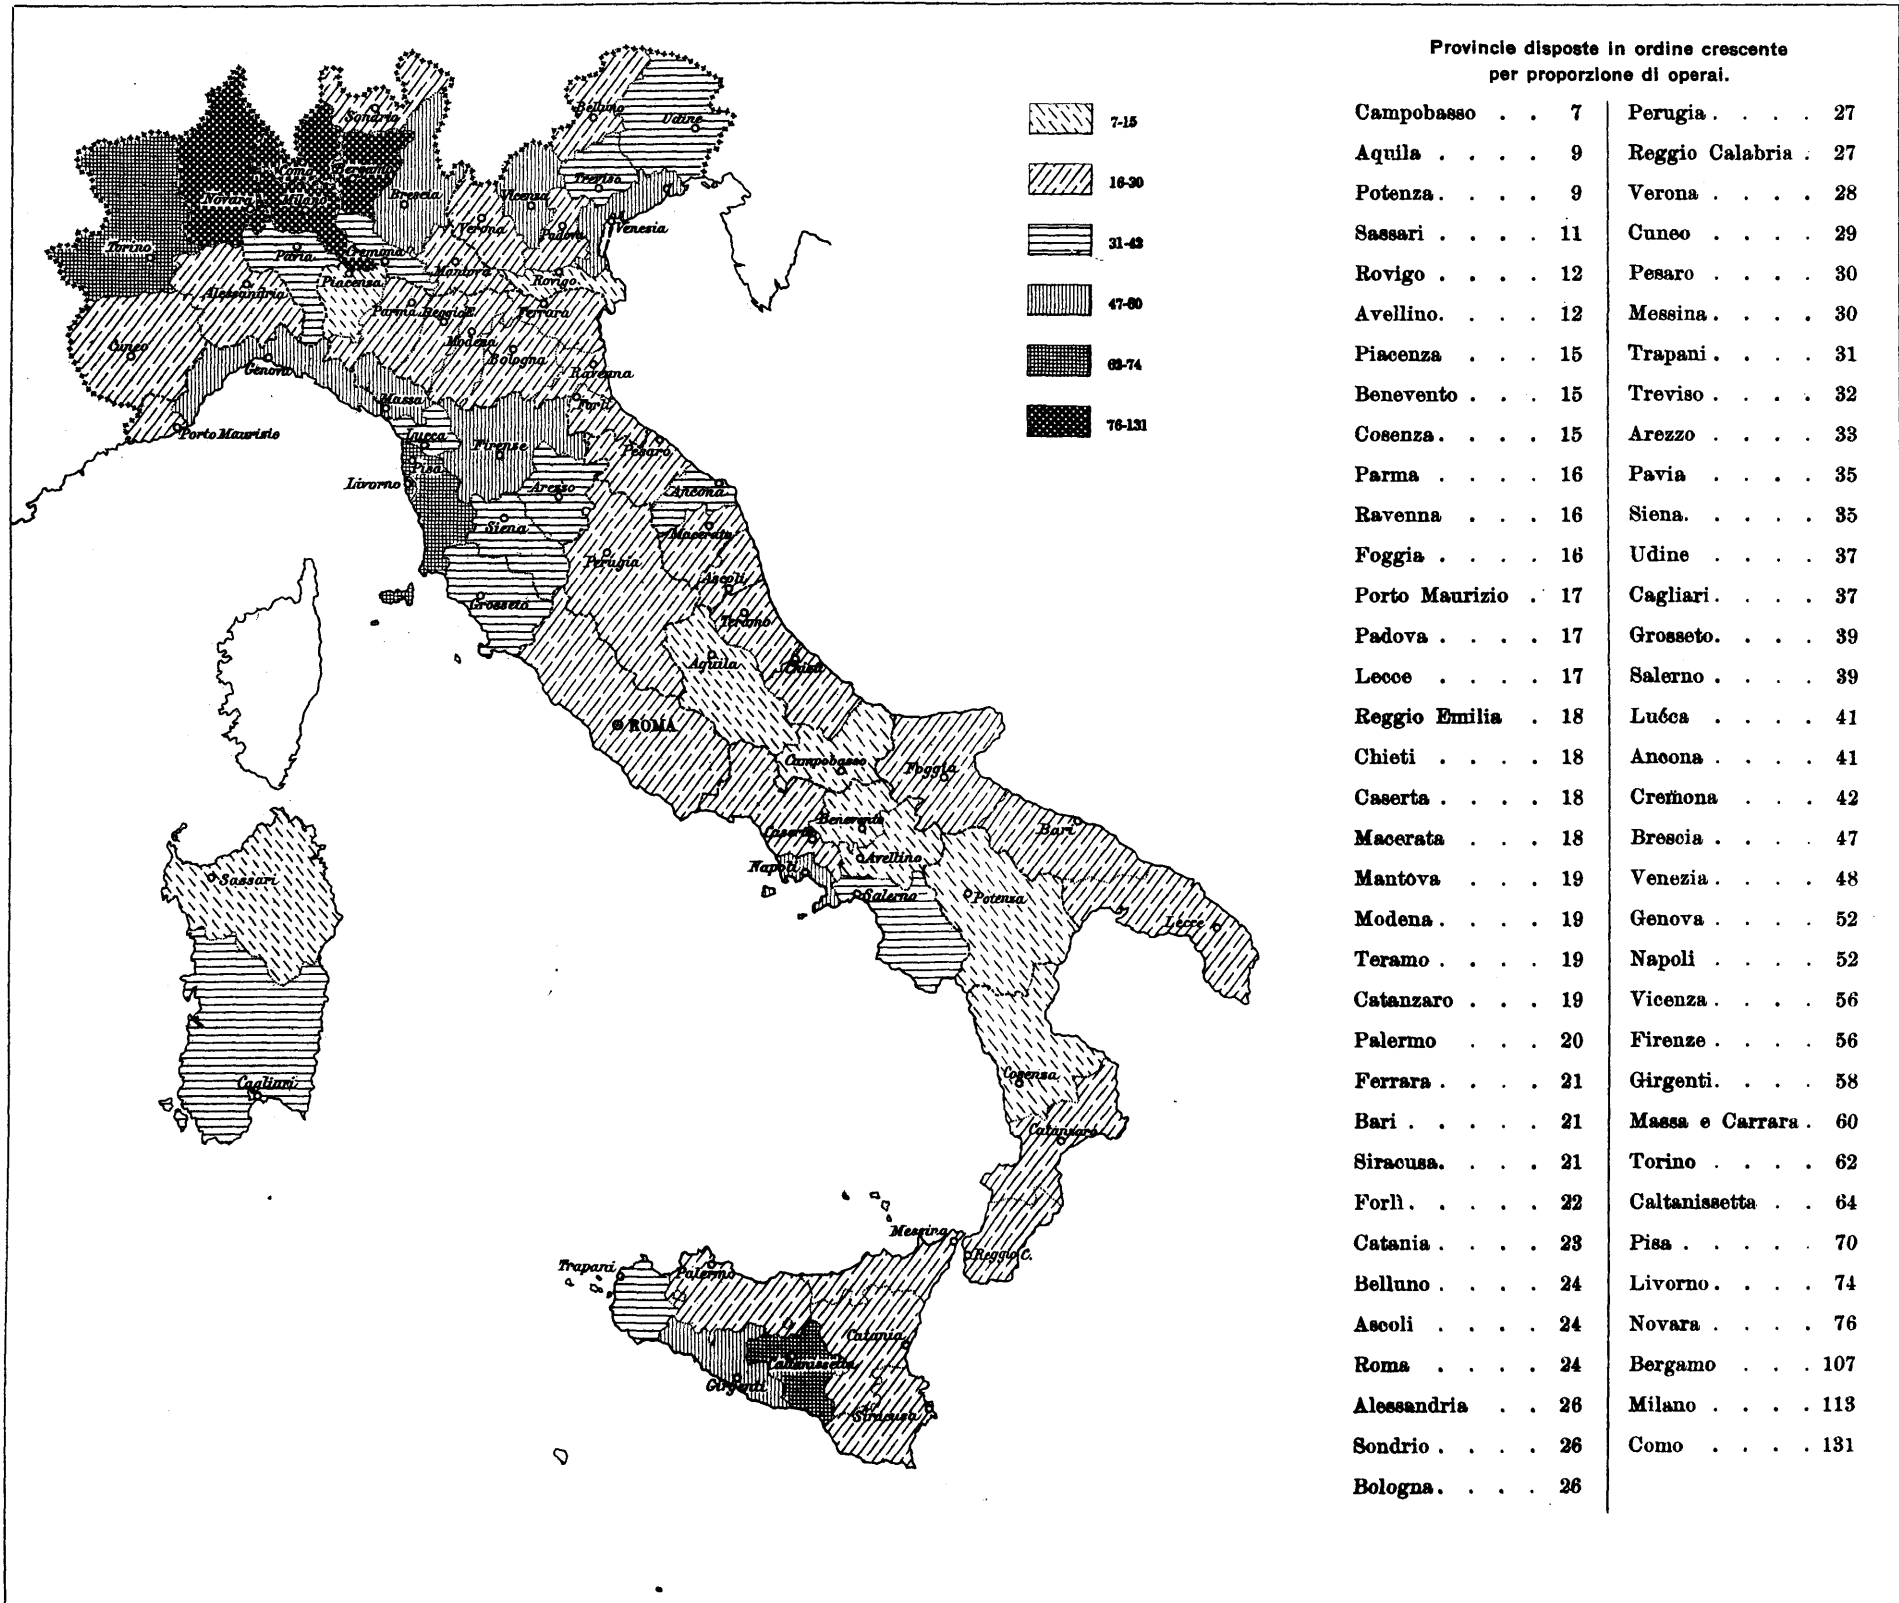 Provincie disposte in ordine crescente
per proporzione di operai.
Campobasso . . 7
Aquila . . . . 9
Potenza . . . . 9
Sassari . . . . 11
Rovigo . . . . 12
Avellino. . . . 12
Piacenza . . . 15
Benevento . . . 15
Cosenza . . . . 15
Parma . . . . 16
Ravenna . . . 16
Foggia . . . . 16
Porto Maurizio . 17
Padova . . . . 17
Lecce . . . . 17
Reggio Emilia . 18
Chieti . . . . 18
Caserta . . . . 18
Macerata . . . 18
Mantova . . . 19
Modena . . . . 19
Teramo . . . . 19
Catanzaro . . . 19
Palermo . . . 20
Ferrara . . . . 21
Bari . . . . . 21
Siracusa. . . . 21
Forlì . . . . . 22
Catania . . . . 23
Belluno . . . . 24
Ascoli . . . . 24
Roma . . . . 24
Alessandria . . 26
Sondrio . . . . 26
Bologna . . . . 26
Perugia . . . . 27
Reggio Calabria . 27
Verona . . . . 28
Cuneo . . . . 29
Pesaro . . . . 30
Messina . . . . 30
Trapani . . . . 31
Treviso . . . . 32
Arezzo . . . . 33
Pavia . . . . 35
Siena. . . . . 35
Udine . . . . 37
Cagliari . . . . 37
Grosseto. . . . 39
Salerno . . . . 39
Lucca . . . . 41
Ancona . . . . 41
Cremona . . . 42
Brescia . . . . 47
Venezia . . . . 48
Genova . . . . 52
Napoli . . . . 52
Vicenza . . . . 56
Firenze . . . . 56
Girgenti. . . . 58
Massa e Carrara . 60
Torino . . . . 62
Caltanissetta . . 64
Pisa . . . . . 70
Livorno . . . . 74
Novara . . . . 76
Bergamo . . . 107
Milano . . . . 113
Como . . . . 131
7-15
16-30
31-42
47-60
62-74
76-131
Sondrio
Belluno
Udine
Como
Bergamo
Novara
Milano
Brescia
Vicenza
Treviso
Torino
Pavia
Cremona
Verona
Padova
Venezia
Piacenza
Mantova
Rovigo
Alessandria
Parma
Reggio E.
Ferrara
Cuneo
Modena
Bologna
Genova
Ravenna
Massa
Forlì
Porto Maurizio
Lucca
Firenze
Pesaro
Pisa
Livorno
Arezzo
Ancona
Siena
Macerata
Perugia
Ascoli
Grosseto
Teramo
Aquila
Chieti
ROMA
Campobasso
Foggia
Benevento
Caserta
Bari
Avellino
Napoli
Sassari
Salerno
Potenza
Lecce
Cosenza
Cagliari
Catanzaro
Messina
Reggio C.
Trapani
Palermo
Catania
Caltanissetta
Girgenti
Siracusa